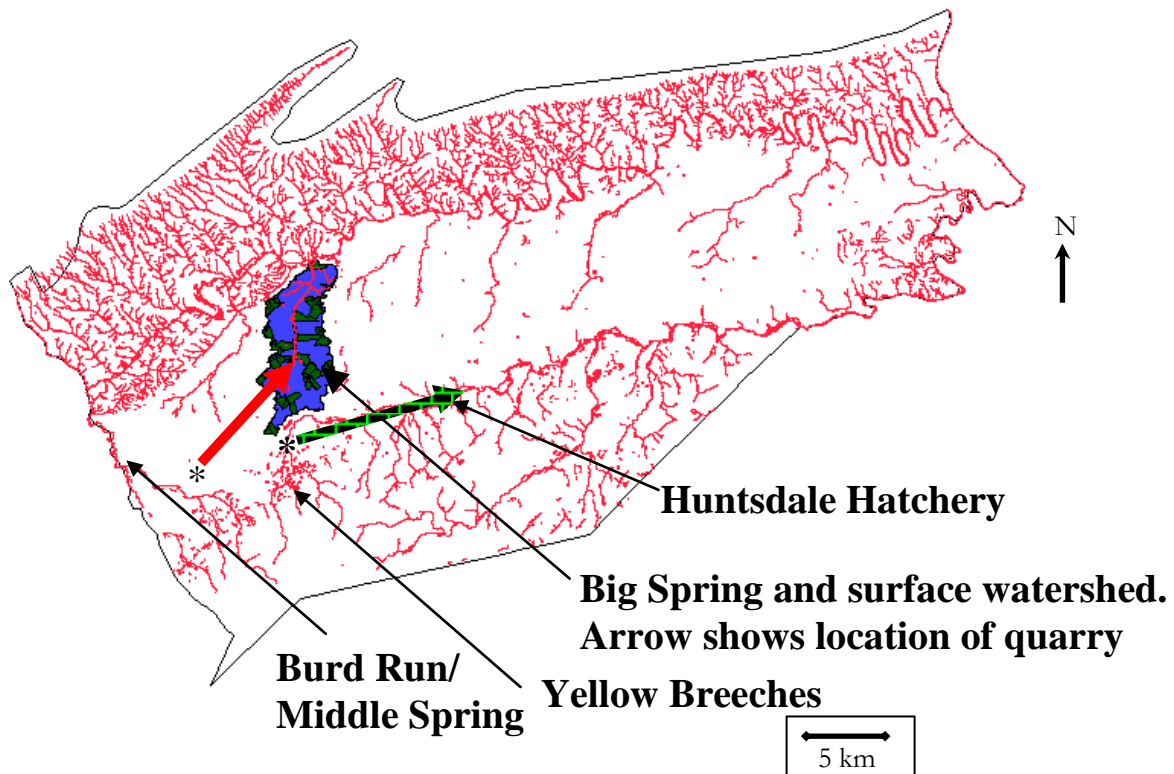 N
Huntsdale Hatchery
Big Spring and surface watershed.
Arrow shows location of quarry
Burd Run/
Middle Spring
Yellow Breeches
5 km
*
*